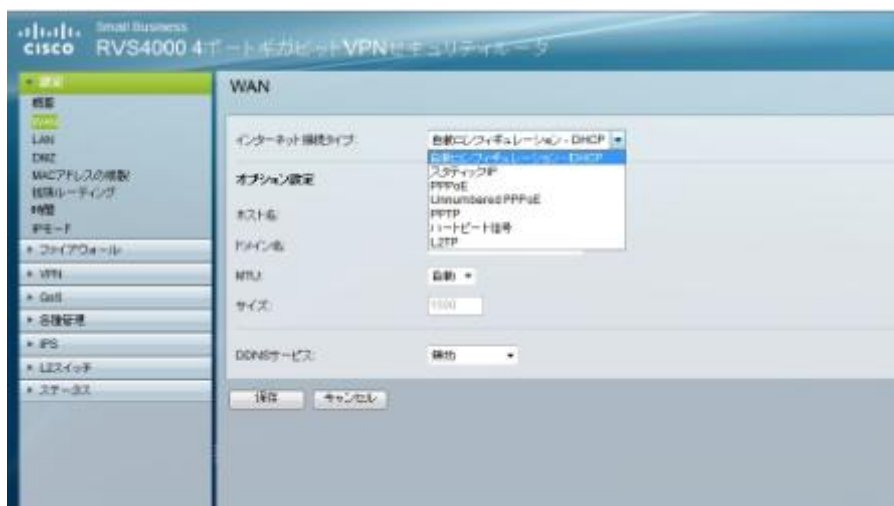 Small Business
CISCO RVS4000 4ポートギガビットVPNセキュリティルータ
設定
概要
WAN
LAN
DMZ
MACアドレスの複製
拡張ルーティング
時間
IPモード
ファイアウォール
VPN
QoS
各種管理
IPS
L2スイッチ
ステータス
WAN
インターネット接続タイプ:
自動コンフィギュレーション - DHCP
自動コンフィギュレーション - DHCP
スタティックIP
PPPoE
Unnumbered PPPoE
PPTP
ハートビート信号
L2TP
オプション設定
ホスト名:
ドメイン名:
MTU: 自動
サイズ: 1500
DDNSサービス: 無効
保存 キャンセル